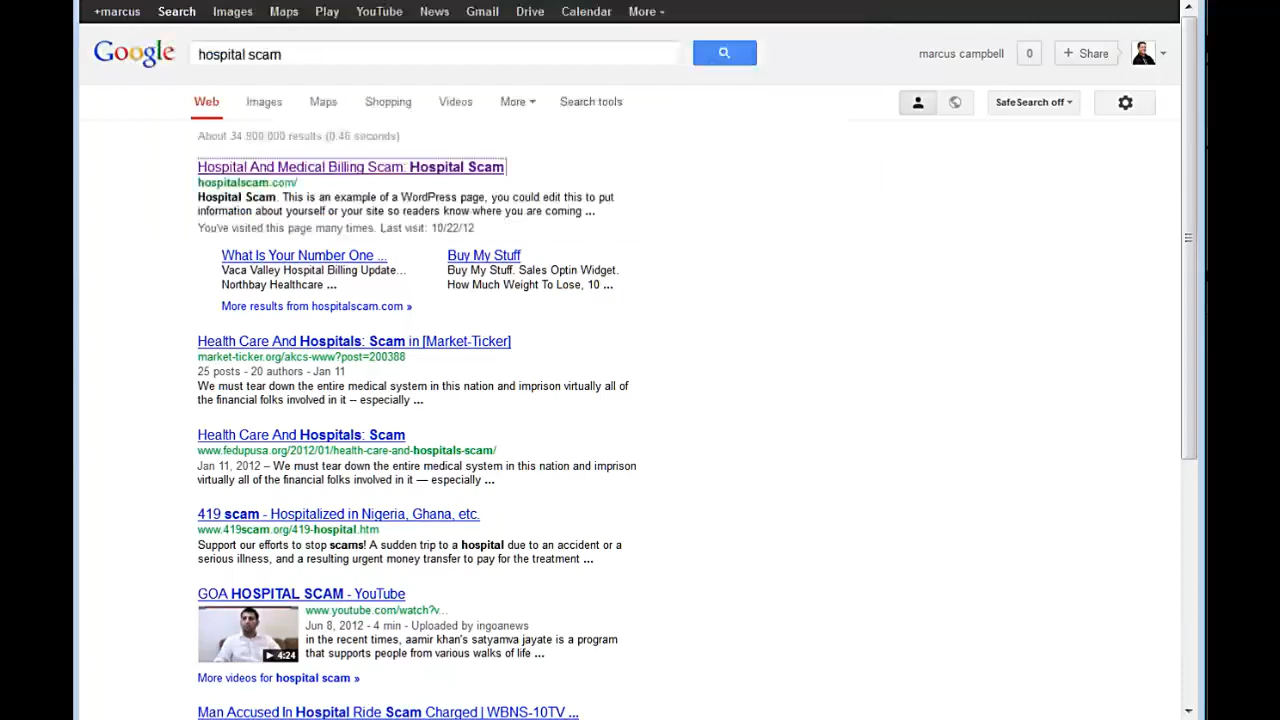 +marcus Search Images Maps Play YouTube News Gmail Drive Calendar More
Google hospital scam marcus campbell 0 + Share
Web Images Maps Shopping Videos More Search tools SafeSearch off
About 34,900,000 results (0.46 seconds)
Hospital And Medical Billing Scam: Hospital Scam
hospitalscam.com/
Hospital Scam. This is an example of a WordPress page, you could edit this to put
information about yourself or your site so readers know where you are coming ...
You've visited this page many times. Last visit: 10/22/12
What Is Your Number One ... Buy My Stuff
Vaca Valley Hospital Billing Update... Buy My Stuff. Sales Optin Widget.
Northbay Healthcare ... How Much Weight To Lose, 10 ...
More results from hospitalscam.com »
Health Care And Hospitals: Scam in [Market-Ticker]
market-ticker.org/akcs-www?post=200388
25 posts - 20 authors - Jan 11
We must tear down the entire medical system in this nation and imprison virtually all of
the financial folks involved in it – especially ...
Health Care And Hospitals: Scam
www.fedupusa.org/2012/01/health-care-and-hospitals-scam/
Jan 11, 2012 – We must tear down the entire medical system in this nation and imprison
virtually all of the financial folks involved in it — especially ...
419 scam - Hospitalized in Nigeria, Ghana, etc.
www.419scam.org/419-hospital.htm
Support our efforts to stop scams! A sudden trip to a hospital due to an accident or a
serious illness, and a resulting urgent money transfer to pay for the treatment ...
GOA HOSPITAL SCAM - YouTube
www.youtube.com/watch?v...
Jun 8, 2012 - 4 min - Uploaded by ingoanews
in the recent times, aamir khan's satyamva jayate is a program
that supports people from various walks of life ...
4:24
More videos for hospital scam »
Man Accused In Hospital Ride Scam Charged | WBNS-10TV ...